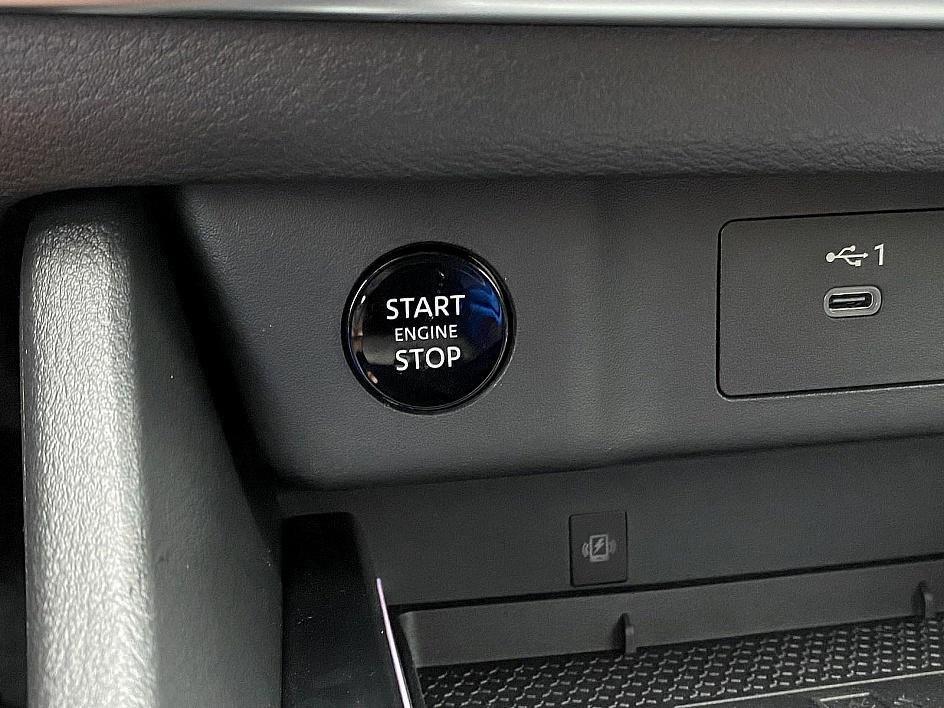 START
ENGINE
STOP
1